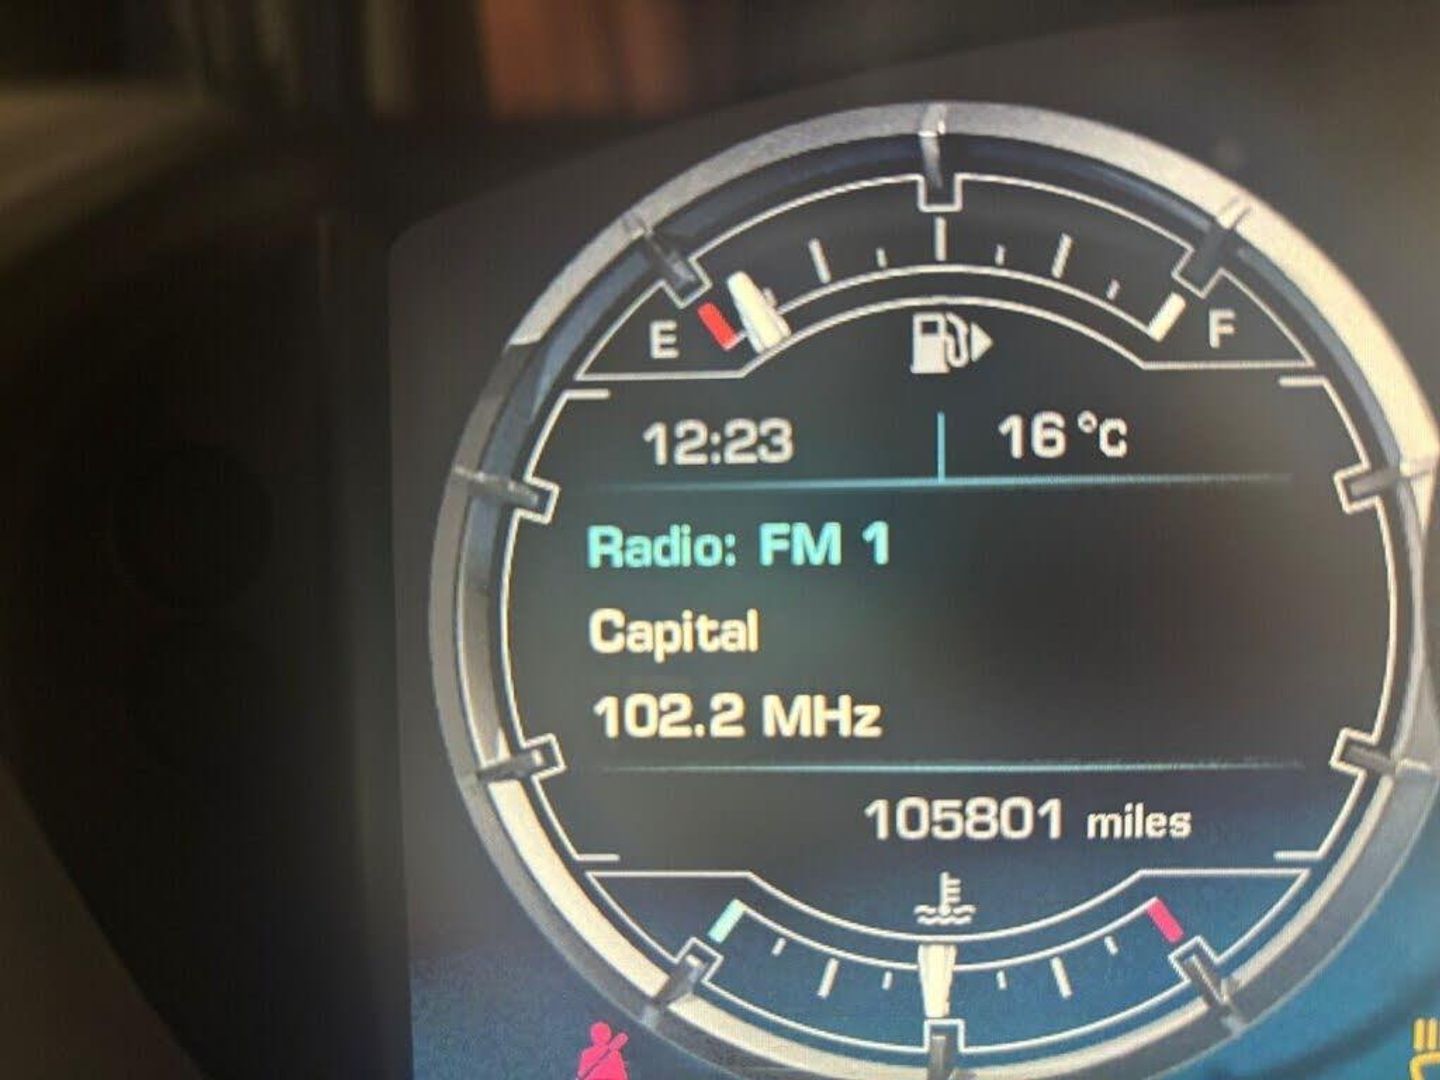 E F
12:23 16 °C
Radio: FM 1
Capital
102.2 MHz
105801 miles